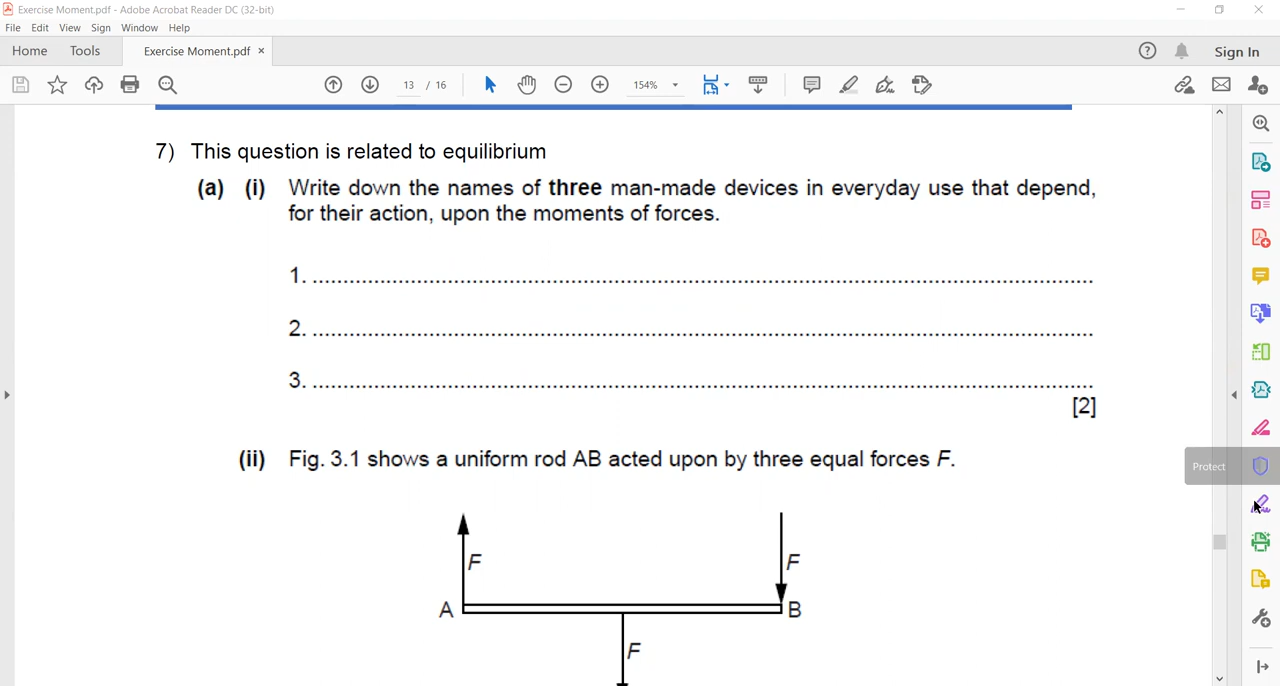 Exercise Moment.pdf - Adobe Acrobat Reader DC (32-bit)
File Edit View Sign Window Help
Home Tools Exercise Moment.pdf × Sign In
13 / 16 154%
7) This question is related to equilibrium
(a) (i) Write down the names of three man-made devices in everyday use that depend,
for their action, upon the moments of forces.
1. ........................................................................................................
2. ........................................................................................................
3. ........................................................................................................
[2]
Protect
(ii) Fig. 3.1 shows a uniform rod AB acted upon by three equal forces F.
F F
A B
F